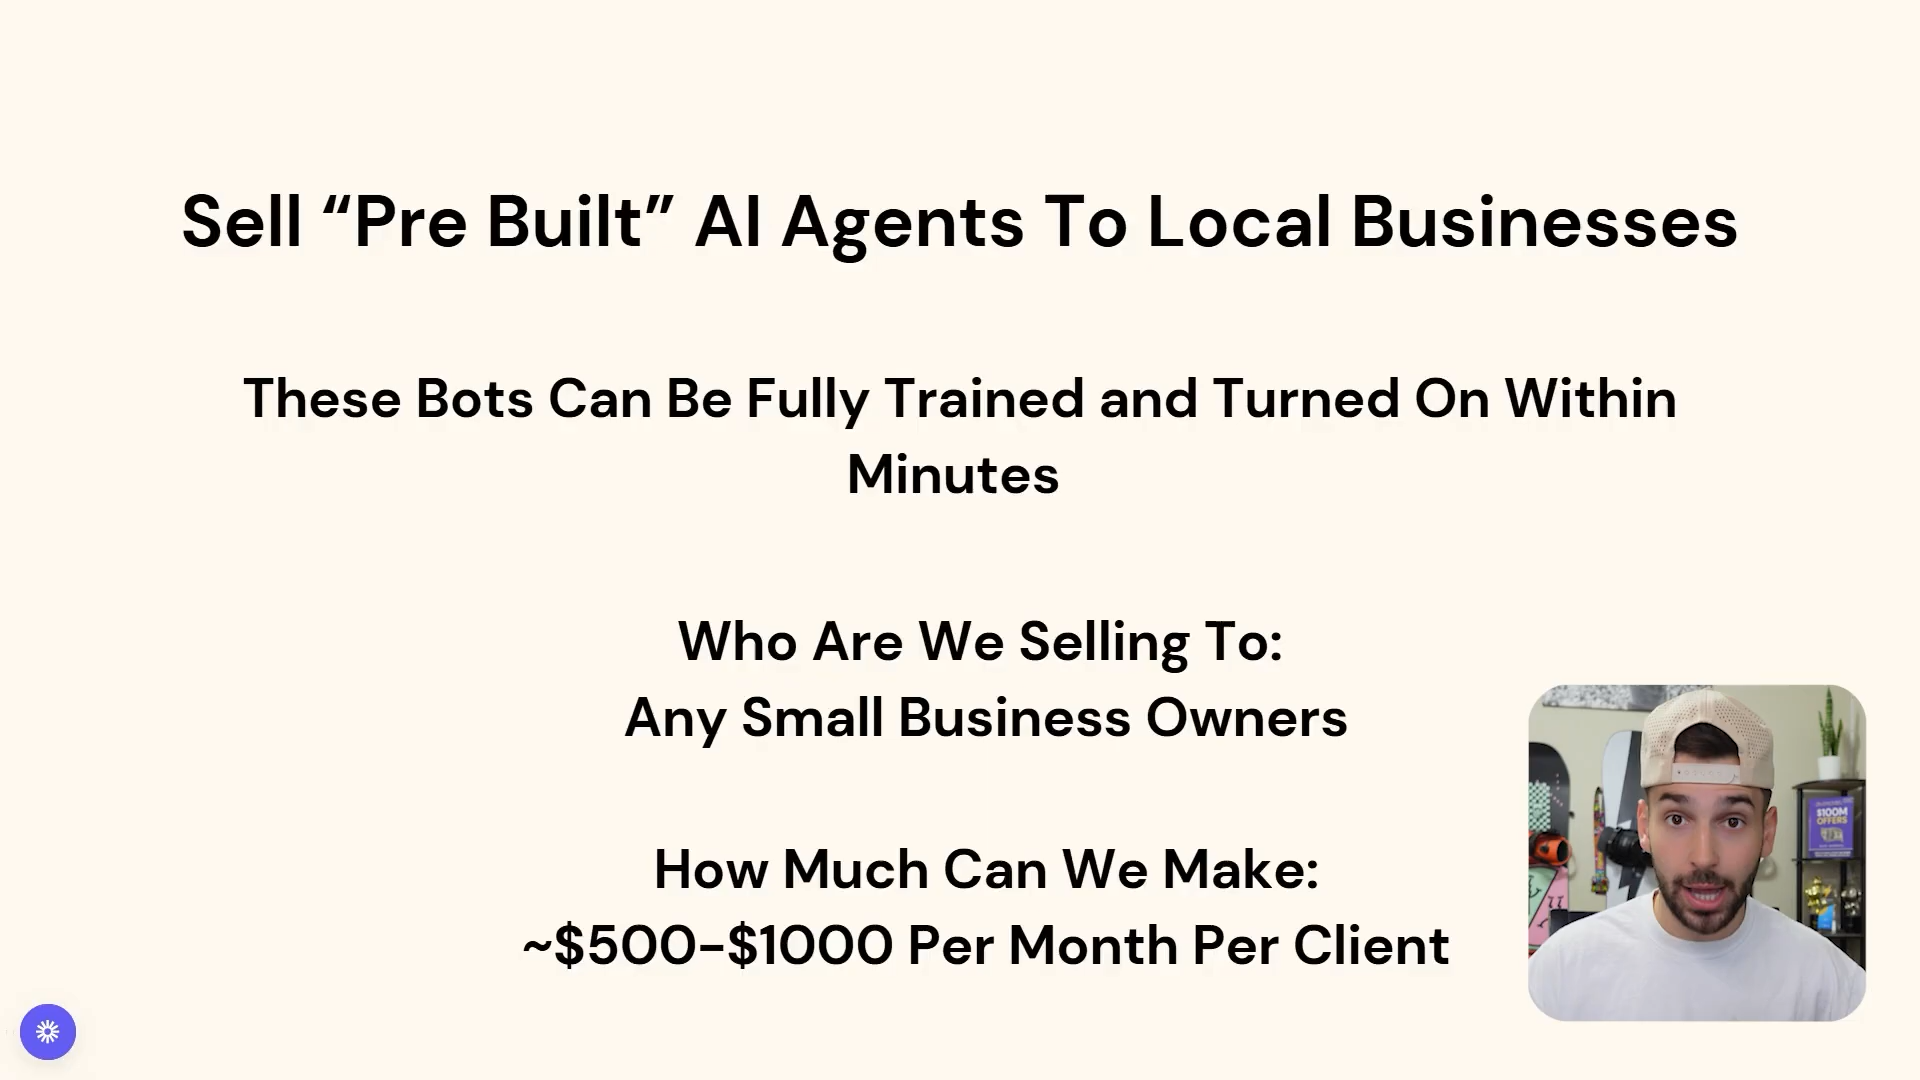 Sell “Pre Built” AI Agents To Local Businesses
These Bots Can Be Fully Trained and Turned On Within
Minutes
Who Are We Selling To:
Any Small Business Owners
How Much Can We Make:
~$500-$1000 Per Month Per Client
$100M
OFFERS